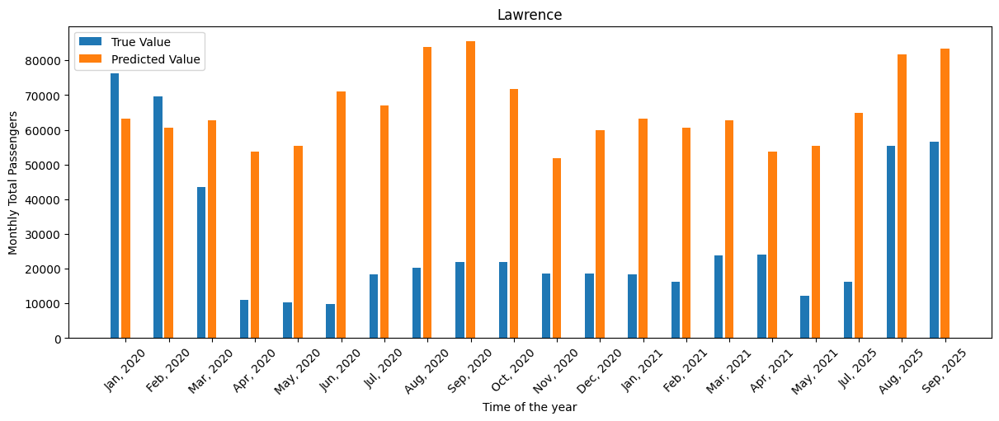 Lawrence
True Value
Predicted Value
Monthly Total Passengers
80000
70000
60000
50000
40000
30000
20000
10000
0
Jan, 2020
Feb, 2020
Mar, 2020
Apr, 2020
May, 2020
Jun, 2020
Jul, 2020
Aug, 2020
Sep, 2020
Oct, 2020
Nov, 2020
Dec, 2020
Jan, 2021
Feb, 2021
Mar, 2021
Apr, 2021
May, 2021
Jul, 2025
Aug, 2025
Sep, 2025
Time of the year